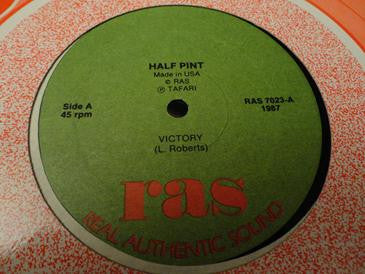 HALF PINT
Made in USA
© RAS
℗ TAFARI
Side A
45 rpm
RAS 7023-A
1987
VICTORY
(L. Roberts)
ras
REAL AUTHENTIC SOUND